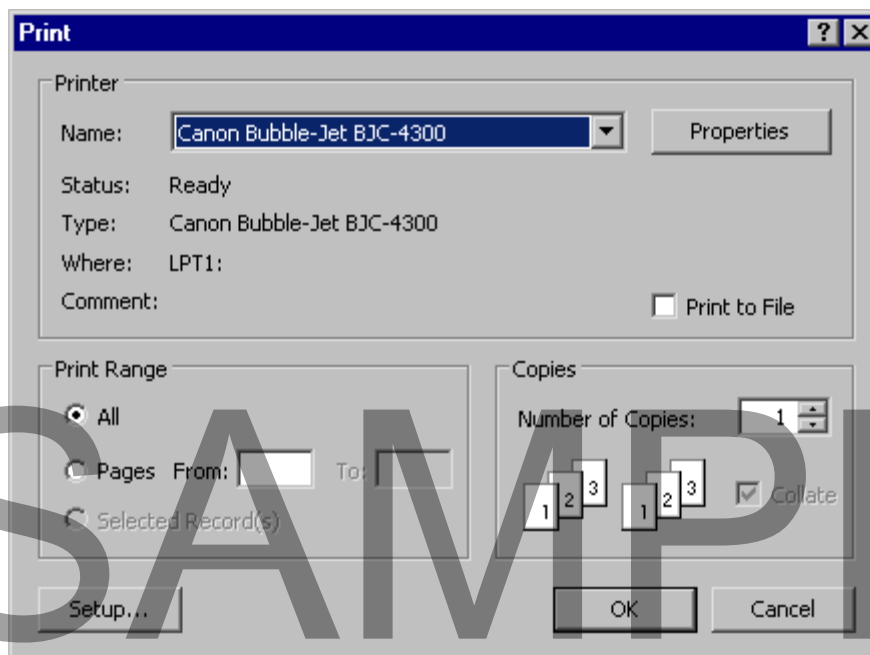 Print
Printer
Name: Canon Bubble-Jet BJC-4300 Properties
Status: Ready
Type: Canon Bubble-Jet BJC-4300
Where: LPT1:
Comment:
Print to File
Print Range
All
Pages From: To:
Selected Record(s)
Copies
Number of Copies: 1
1 2 3 1 2 3
Collate
Setup... OK Cancel
SAMPL